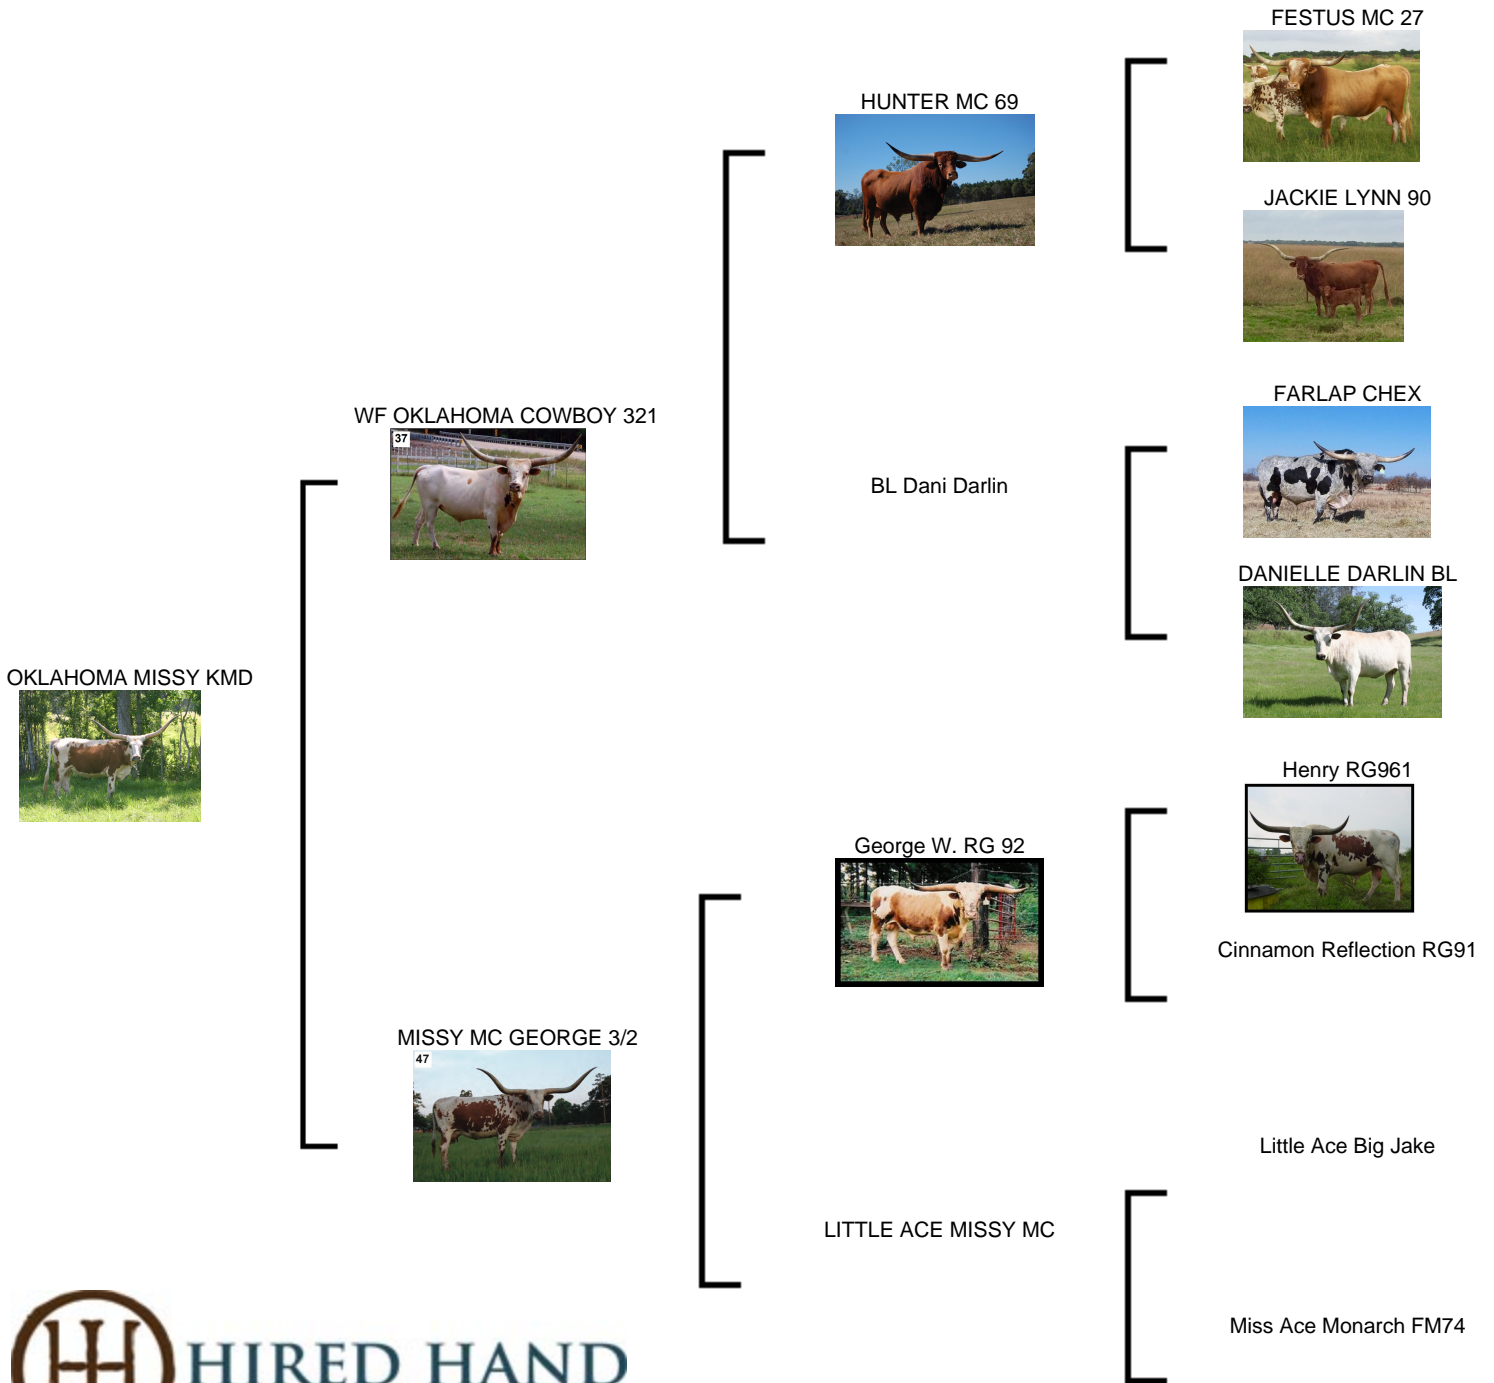 FESTUS MC 27
HUNTER MC 69
JACKIE LYNN 90
FARLAP CHEX
WF OKLAHOMA COWBOY 321
37
BL Dani Darlin
DANIELLE DARLIN BL
OKLAHOMA MISSY KMD
Henry RG961
George W. RG 92
Cinnamon Reflection RG91
MISSY MC GEORGE 3/2
47
Little Ace Big Jake
LITTLE ACE MISSY MC
Miss Ace Monarch FM74
HIRED HAND